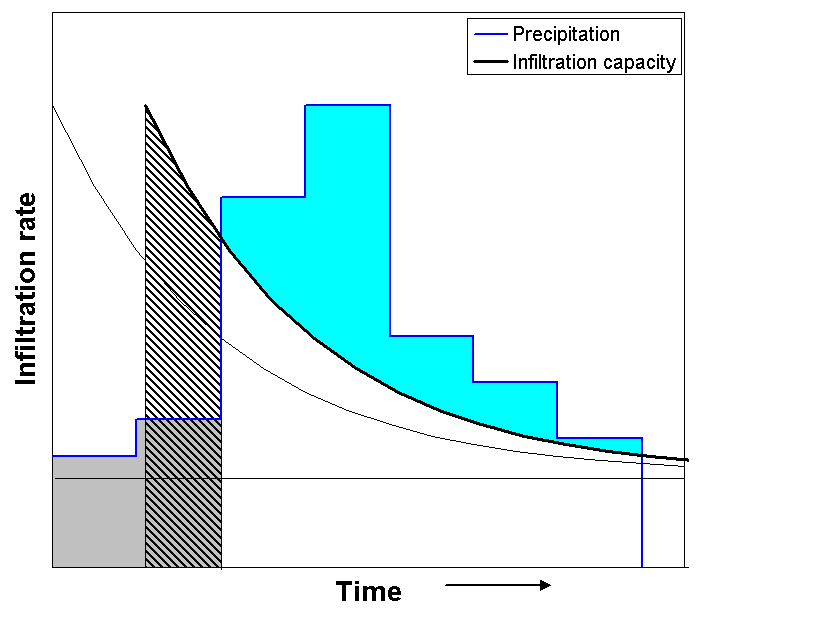 Precipitation
Infiltration capacity
Infiltration rate
Time